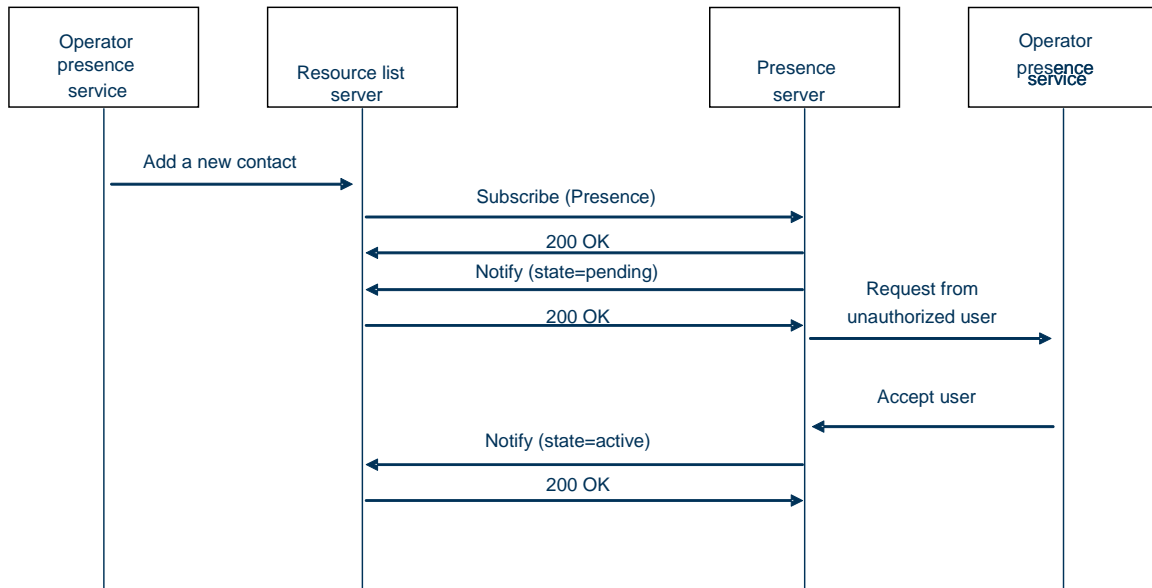 Operator
presence
service
Resource list
server
Presence
server
Operator
presence
service
Add a new contact
Subscribe (Presence)
200 OK
Notify (state=pending)
Request from
unauthorized user
200 OK
Accept user
Notify (state=active)
200 OK